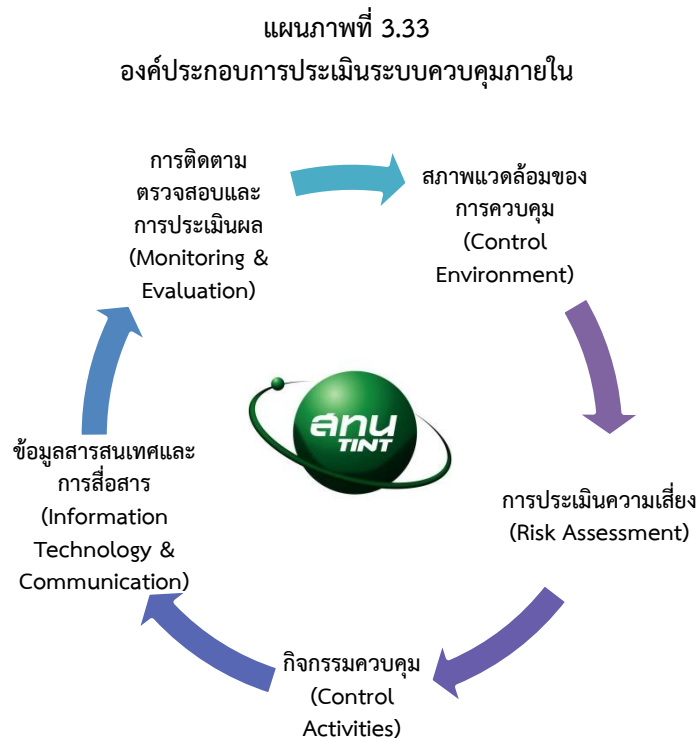 แผนภาพที่ 3.33
องค์ประกอบการประเมินระบบควบคุมภายใน
การติดตาม
ตรวจสอบและ
การประเมินผล
(Monitoring &
Evaluation)
สภาพแวดล้อมของ
การควบคุม
(Control
Environment)
สทน
TINT
การประเมินความเสี่ยง
(Risk Assessment)
กิจกรรมควบคุม
(Control
Activities)
ข้อมูลสารสนเทศและ
การสื่อสาร
(Information
Technology &
Communication)